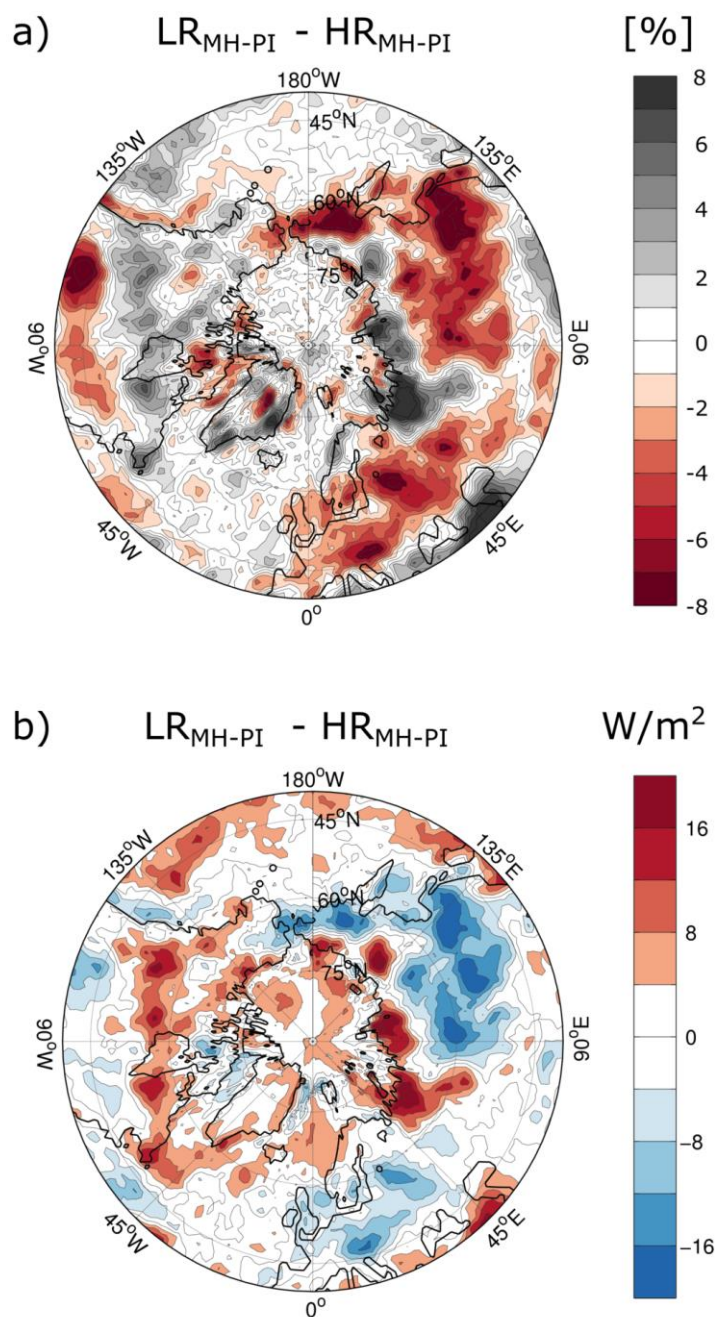 a) LR_MH-PI - HR_MH-PI [%]
180°W
45°N
135°W
135°E
60°N
75°N
90°W
90°E
45°W
45°E
0°
8
6
4
2
0
-2
-4
-6
-8
b) LR_MH-PI - HR_MH-PI W/m²
180°W
45°N
135°W
135°E
60°N
75°N
90°W
90°E
45°W
45°E
0°
16
8
0
-8
-16